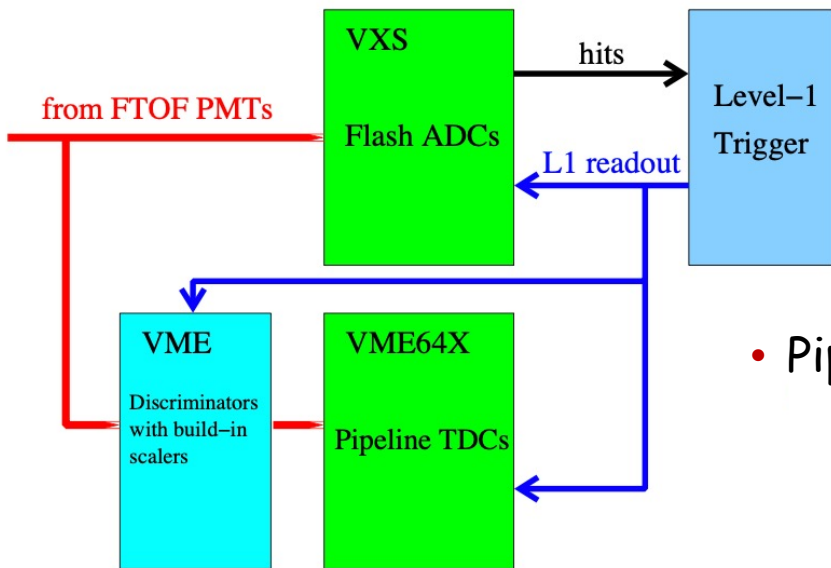 VXS
hits
from FTOF PMTs
Flash ADCs
Level−1
Trigger
L1 readout
VME
VME64X
Discriminators
with build−in
scalers
Pipeline TDCs
• Pip